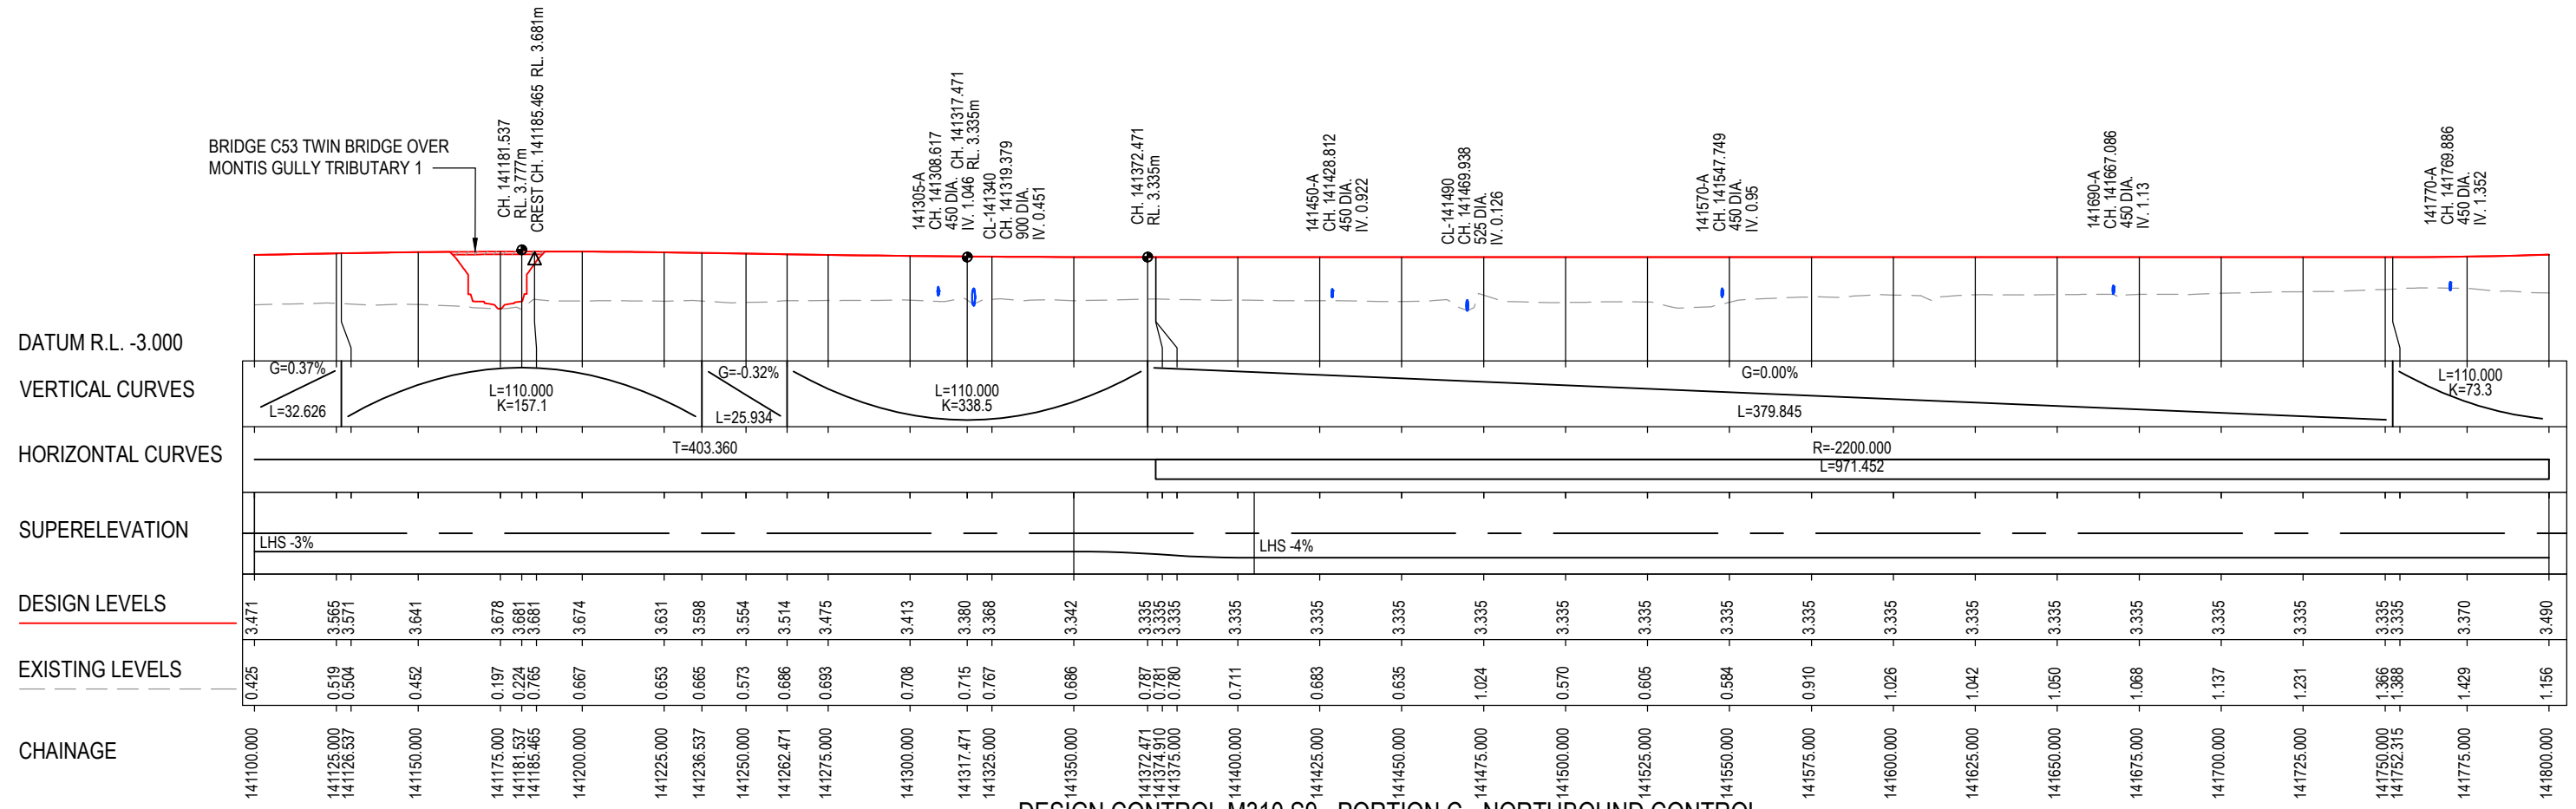 BRIDGE C53 TWIN BRIDGE OVER
MONTIS GULLY TRIBUTARY 1
CH. 141181.537
RL. 3.777m
CREST CH. 141185.465 RL. 3.681m
141305-A
CH. 141308.617
450 DIA.
IV. 1.046
CH. 141317.471
RL. 3.335m
CL-141340
CH. 141319.379
900 DIA.
IV. 0.451
CH. 141372.471
RL. 3.335m
141450-A
CH. 141428.812
450 DIA.
IV. 0.922
CL-141490
CH. 141469.938
525 DIA.
IV. 0.126
141570-A
CH. 141547.749
450 DIA.
IV. 0.95
141690-A
CH. 141667.086
450 DIA.
IV. 1.13
141770-A
CH. 141769.886
450 DIA.
IV. 1.352
DATUM R.L. -3.000
VERTICAL CURVES
G=0.37%
L=32.626
L=110.000
K=157.1
G=-0.32%
L=25.934
L=110.000
K=338.5
G=0.00%
L=379.845
L=110.000
K=73.3
HORIZONTAL CURVES
T=403.360
R=-2200.000
L=971.452
SUPERELEVATION
LHS -3%
LHS -4%
DESIGN LEVELS
3.471 3.565 3.571 3.641 3.678 3.681 3.681 3.674 3.631 3.598 3.554 3.514 3.475 3.413 3.380 3.368 3.342 3.335 3.335 3.335 3.335 3.335 3.335 3.335 3.335 3.335 3.335 3.335 3.335 3.335 3.335 3.335 3.335 3.335 3.335 3.335 3.370 3.490
EXISTING LEVELS
0.425 0.519 0.504 0.452 0.197 0.224 0.765 0.667 0.653 0.665 0.573 0.686 0.693 0.708 0.715 0.767 0.686 0.787 0.781 0.780 0.711 0.683 0.635 1.024 0.570 0.605 0.584 0.910 1.026 1.042 1.050 1.068 1.137 1.231 1.366 1.388 1.429 1.156
CHAINAGE
141100.000 141125.000 141126.537 141150.000 141175.000 141181.537 141185.465 141200.000 141225.000 141236.537 141250.000 141262.471 141275.000 141300.000 141317.471 141325.000 141350.000 141372.471 141374.910 141375.000 141400.000 141425.000 141450.000 141475.000 141500.000 141525.000 141550.000 141575.000 141600.000 141625.000 141650.000 141675.000 141700.000 141725.000 141750.000 141752.315 141775.000 141800.000